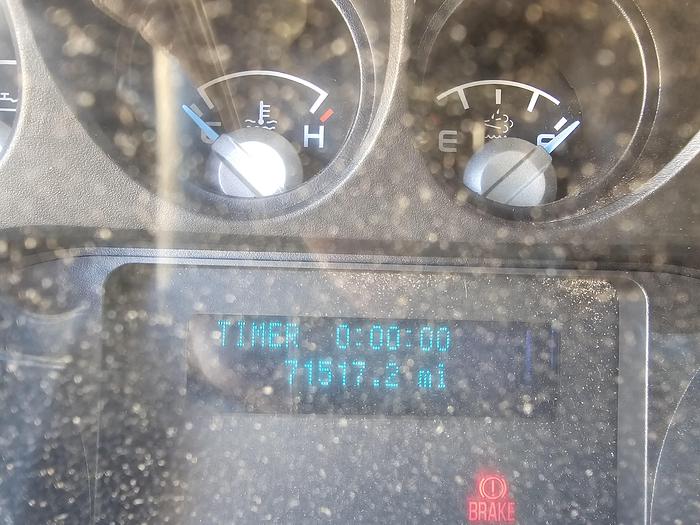 C H
E F
TIMER 0:00:00
71517.2 mi
BRAKE